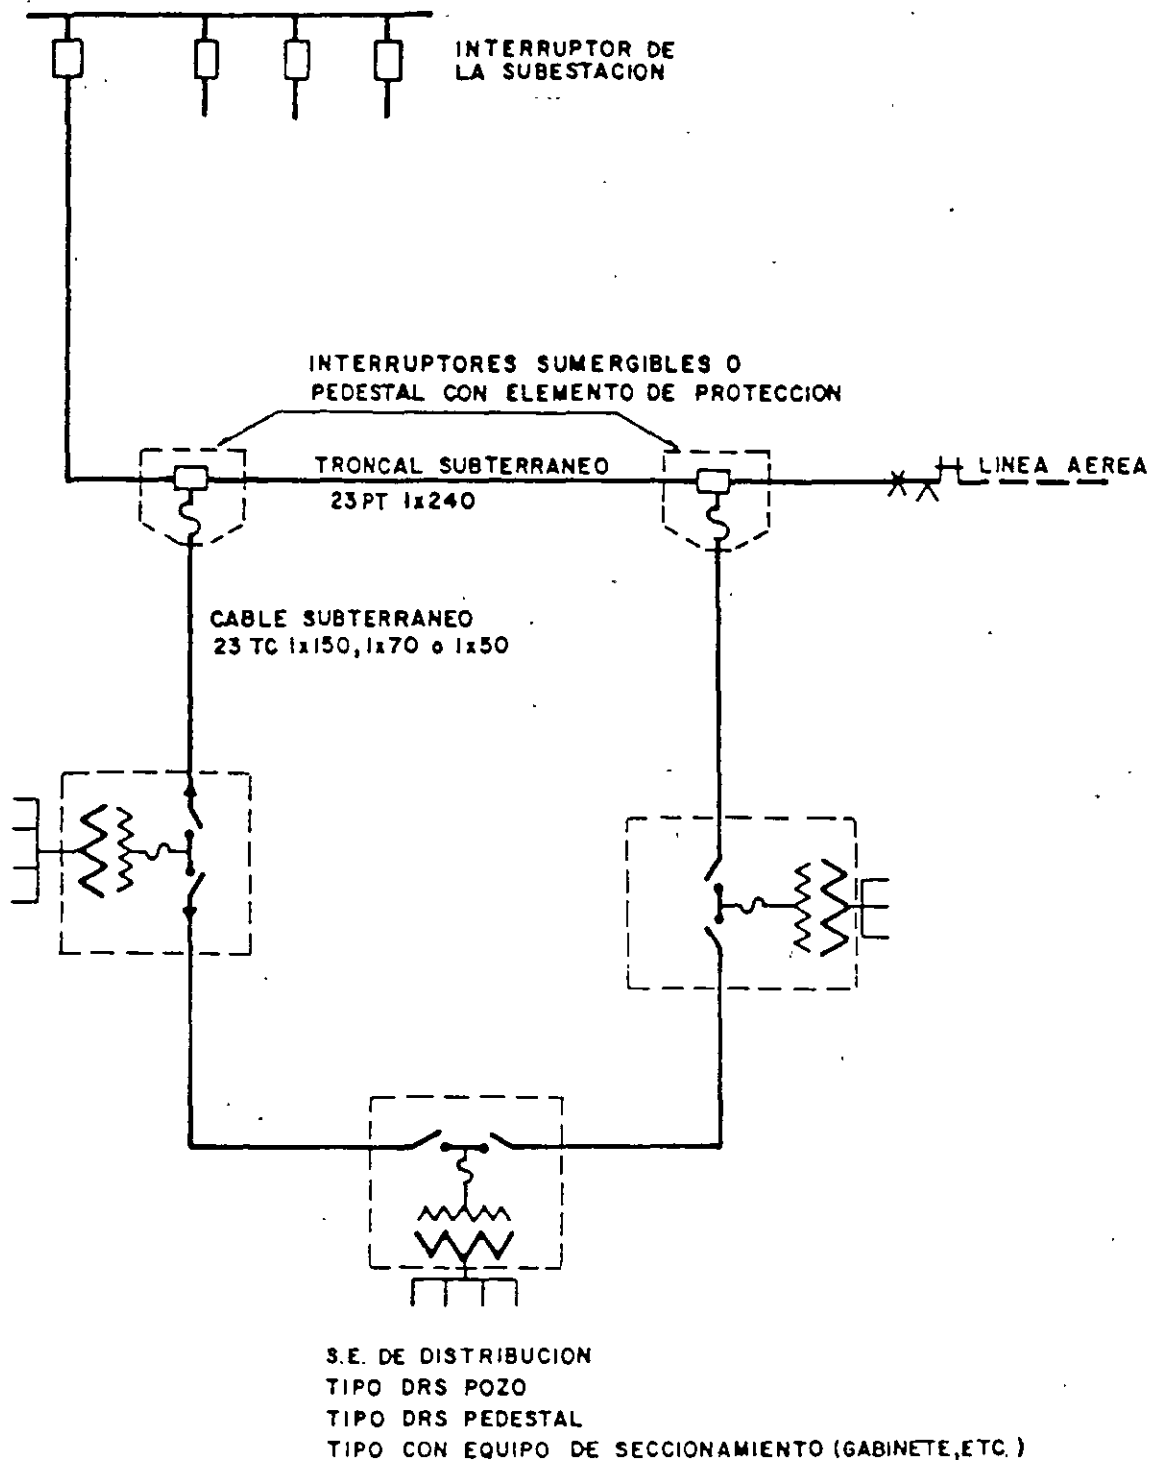 INTERRUPTOR DE
LA SUBESTACION
INTERRUPTORES SUMERGIBLES O
PEDESTAL CON ELEMENTO DE PROTECCION
TRONCAL SUBTERRANEO
23 PT 1x240
LINEA AEREA
CABLE SUBTERRANEO
23 TC 1x150, 1x70 o 1x50
S.E. DE DISTRIBUCION
TIPO DRS POZO
TIPO DRS PEDESTAL
TIPO CON EQUIPO DE SECCIONAMIENTO (GABINETE, ETC.)